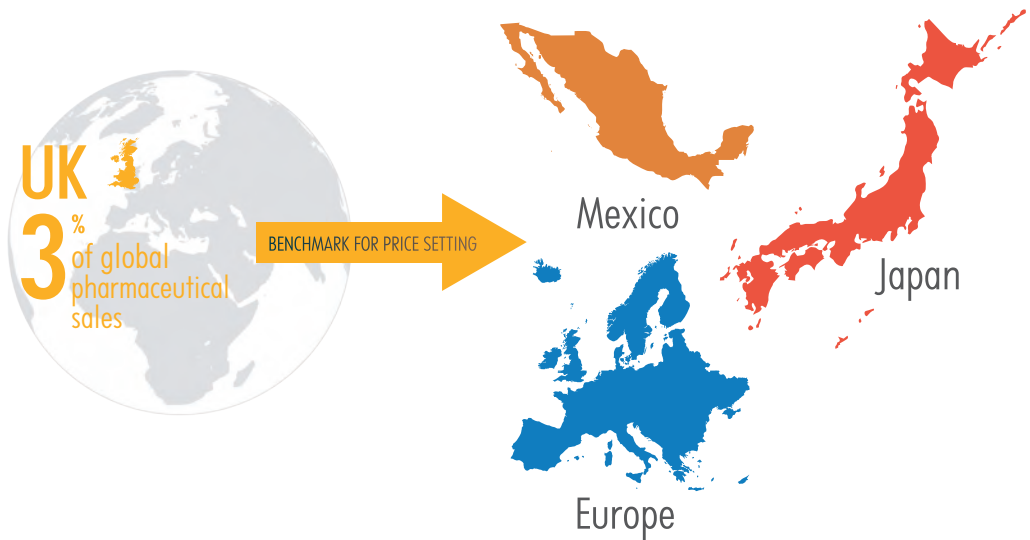 UK
3%
of global
pharmaceutical
sales
BENCHMARK FOR PRICE SETTING
Mexico
Japan
Europe